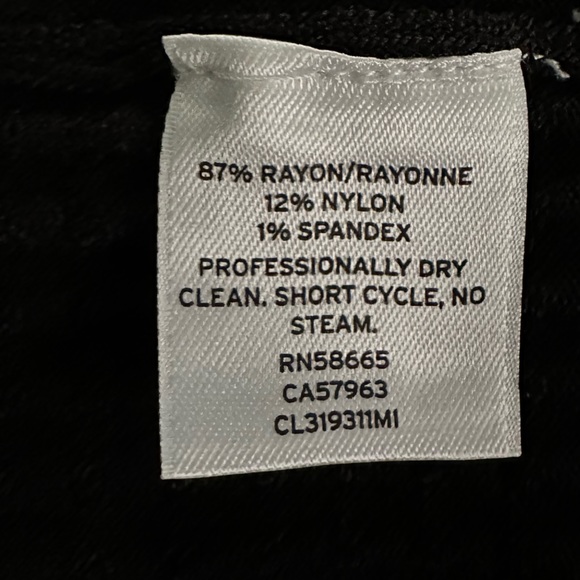 87% RAYON/RAYONNE
12% NYLON
1% SPANDEX
PROFESSIONALLY DRY
CLEAN. SHORT CYCLE, NO
STEAM.
RN58665
CA57963
CL319311MI